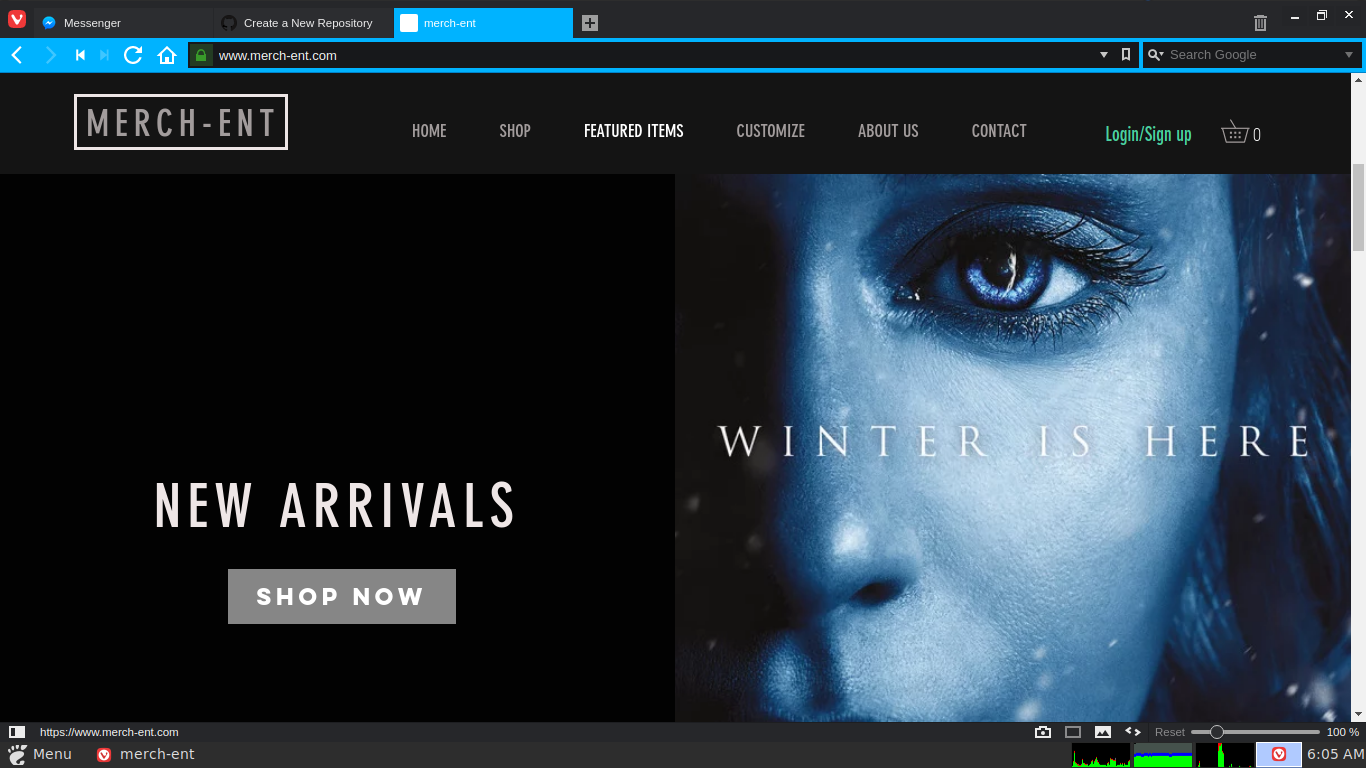 Messenger
Create a New Repository
merch-ent
www.merch-ent.com
Search Google
MERCH-ENT
HOME
SHOP
FEATURED ITEMS
CUSTOMIZE
ABOUT US
CONTACT
Login/Sign up
0
WINTER IS HERE
NEW ARRIVALS
SHOP NOW
https://www.merch-ent.com
Reset
100 %
Menu
merch-ent
6:05 AM